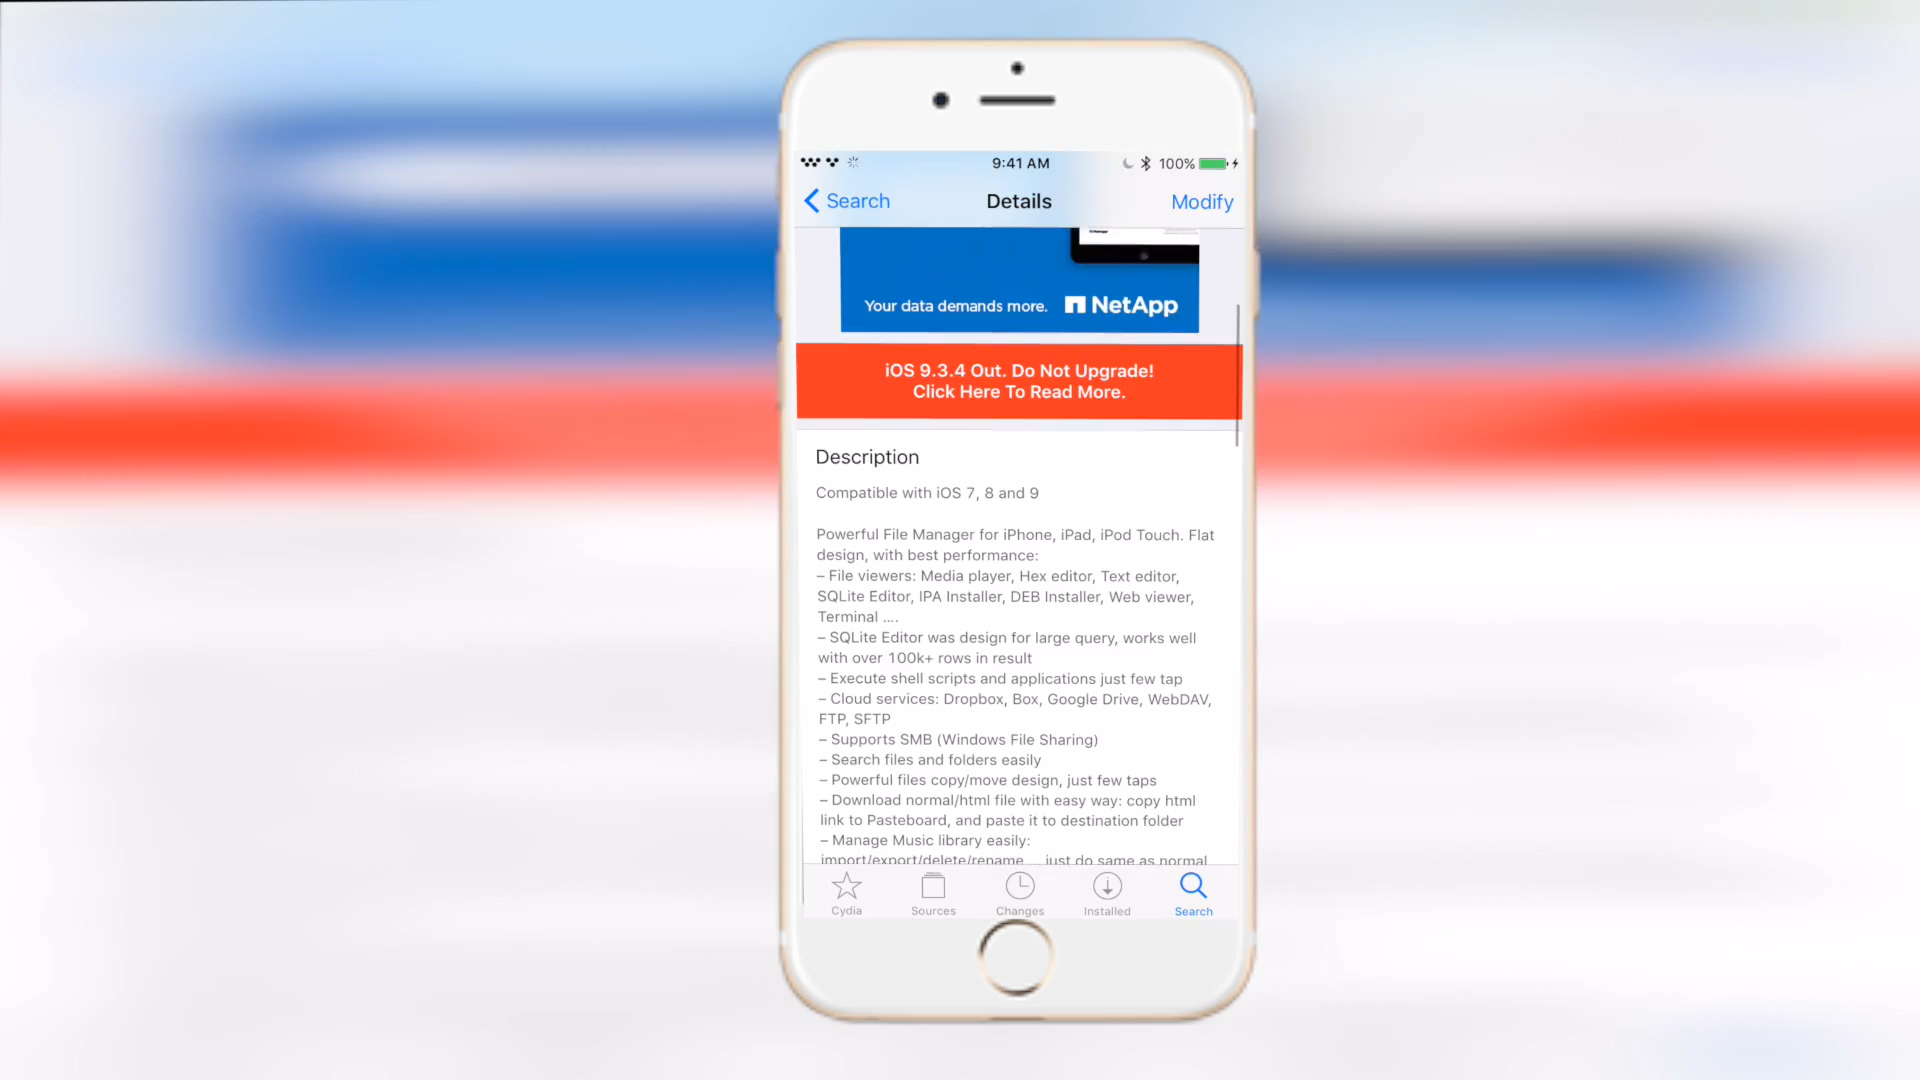 9:41 AM
100%
Search
Details
Modify
Your data demands more.
NetApp
iOS 9.3.4 Out. Do Not Upgrade!
Click Here To Read More.
Description
Compatible with iOS 7, 8 and 9
Powerful File Manager for iPhone, iPad, iPod Touch. Flat
design, with best performance:
– File viewers: Media player, Hex editor, Text editor,
SQLite Editor, IPA Installer, DEB Installer, Web viewer,
Terminal ....
– SQLite Editor was design for large query, works well
with over 100k+ rows in result
– Execute shell scripts and applications just few tap
– Cloud services: Dropbox, Box, Google Drive, WebDAV,
FTP, SFTP
– Supports SMB (Windows File Sharing)
– Search files and folders easily
– Powerful files copy/move design, just few taps
– Download normal/html file with easy way: copy html
link to Pasteboard, and paste it to destination folder
– Manage Music library easily:
import/export/delete/rename ... just do same as normal
Cydia
Sources
Changes
Installed
Search